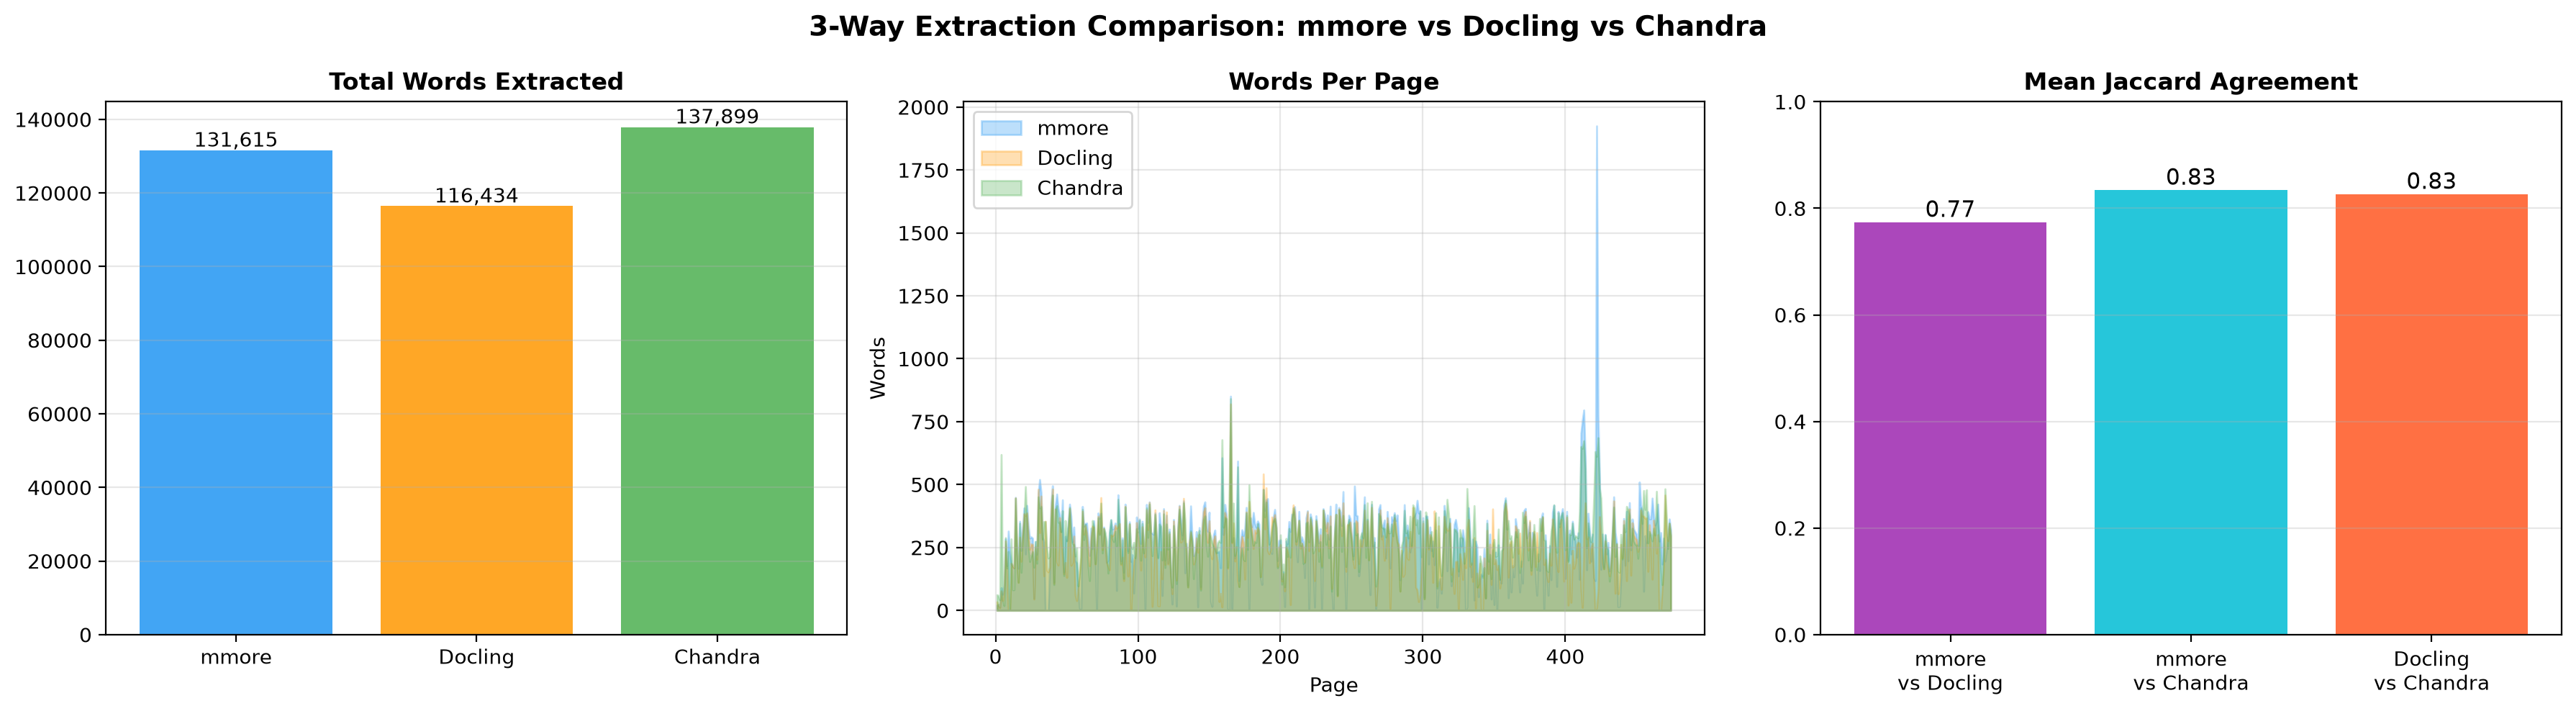 3-Way Extraction Comparison: mmore vs Docling vs Chandra
Total Words Extracted
140000
120000
100000
80000
60000
40000
20000
0
131,615
116,434
137,899
mmore
Docling
Chandra
Words Per Page
Words
2000
1750
1500
1250
1000
750
500
250
0
mmore
Docling
Chandra
0
100
200
300
400
Page
Mean Jaccard Agreement
1.0
0.8
0.6
0.4
0.2
0.0
0.77
0.83
0.83
mmore
vs Docling
mmore
vs Chandra
Docling
vs Chandra